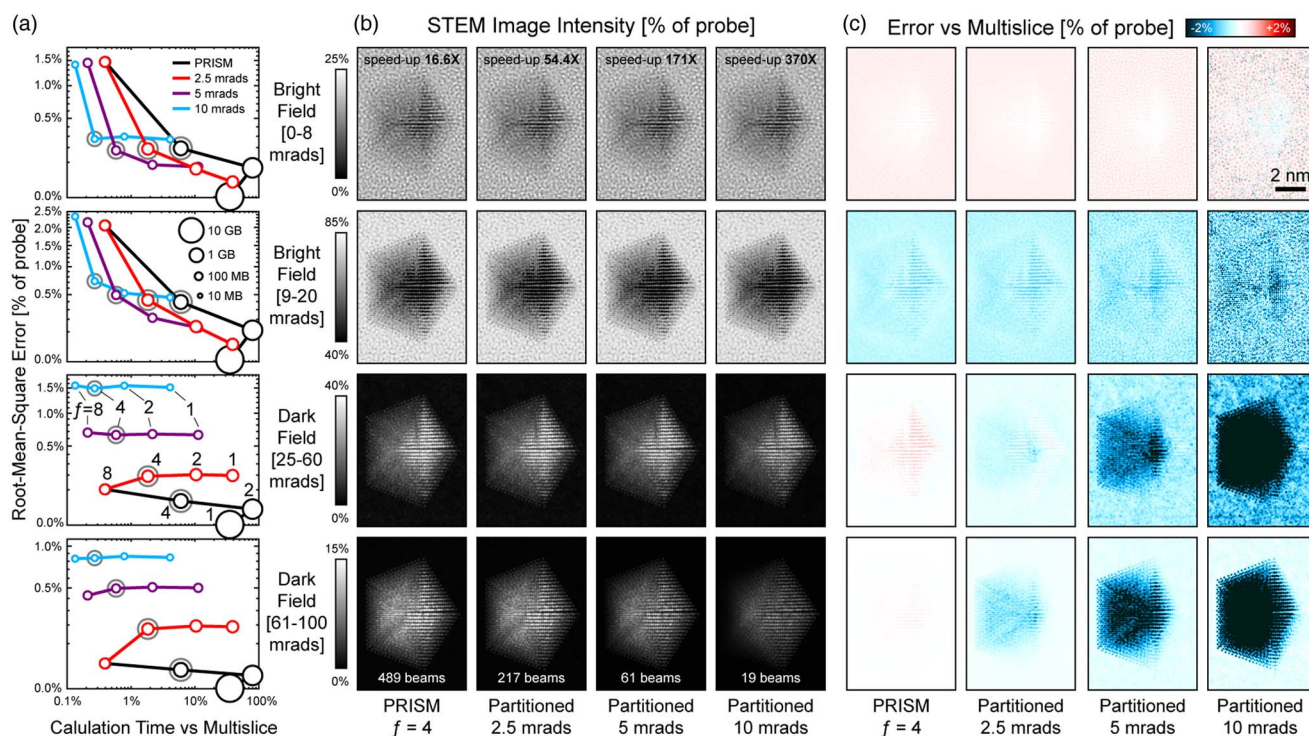 (a)
Root-Mean-Square Error [% of probe]
1.5%
1.0%
0.5%
0.0%
PRISM
2.5 mrads
5 mrads
10 mrads
2.5%
2.0%
1.5%
1.0%
0.5%
0.0%
10 GB
1 GB
100 MB
10 MB
1.5%
1.0%
0.5%
0.0%
ƒ=8
4
2
1
8
4
2
1
4
1
2
1.0%
0.5%
0.0%
0.1%
1%
10%
100%
Calulation Time vs Multislice
(b)
STEM Image Intensity [% of probe]
25%
Bright
Field
[0-8
mrads]
0%
speed-up 16.6X
speed-up 54.4X
speed-up 171X
speed-up 370X
85%
Bright
Field
[9-20
mrads]
40%
40%
Dark
Field
[25-60
mrads]
0%
15%
Dark
Field
[61-100
mrads]
0%
489 beams
217 beams
61 beams
19 beams
PRISM
ƒ = 4
Partitioned
2.5 mrads
Partitioned
5 mrads
Partitioned
10 mrads
(c)
Error vs Multislice [% of probe]
-2%
+2%
2 nm
PRISM
ƒ = 4
Partitioned
2.5 mrads
Partitioned
5 mrads
Partitioned
10 mrads